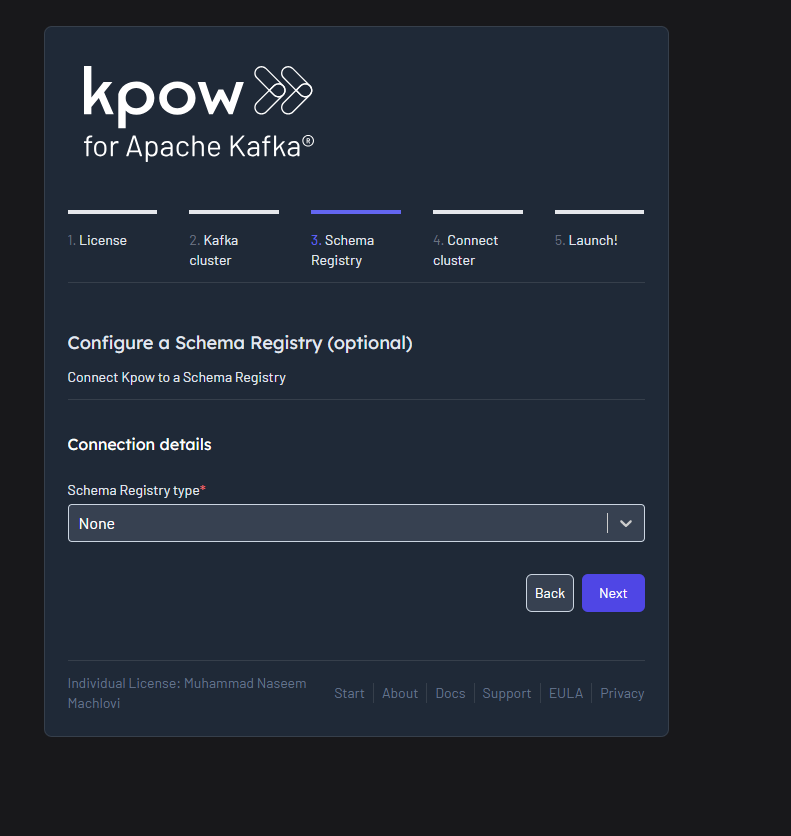 kpow
for Apache Kafka®
1. License
2. Kafka
cluster
3. Schema
Registry
4. Connect
cluster
5. Launch!
Configure a Schema Registry (optional)
Connect Kpow to a Schema Registry
Connection details
Schema Registry type*
None
Back
Next
Individual License: Muhammad Naseem
Machlovi
Start
About
Docs
Support
EULA
Privacy